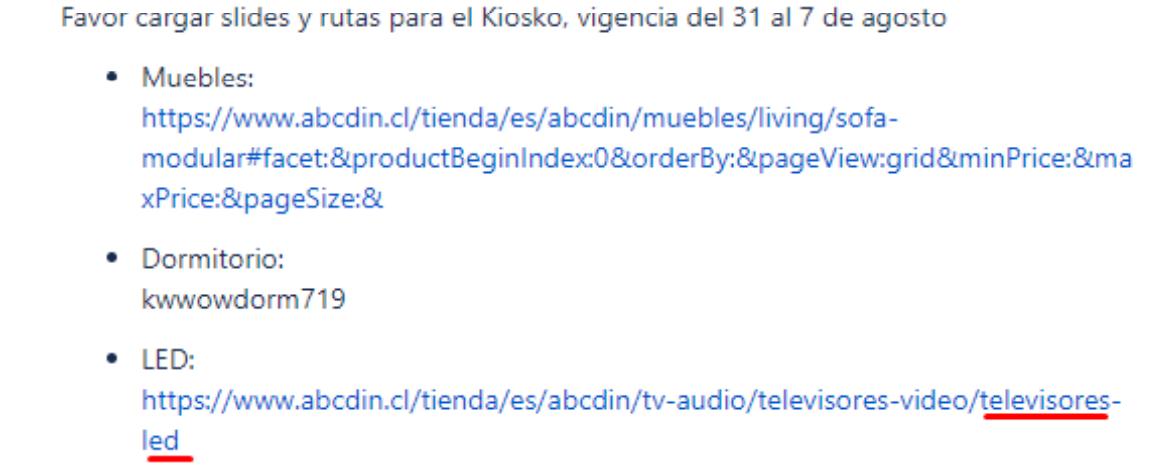 Favor cargar slides y rutas para el Kiosko, vigencia del 31 al 7 de agosto
• Muebles:
https://www.abcdin.cl/tienda/es/abcdin/muebles/living/sofa-
modular#facet:&productBeginIndex:0&orderBy:&pageView:grid&minPrice:&ma
xPrice:&pageSize:&
• Dormitorio:
kwwowdorm719
• LED:
https://www.abcdin.cl/tienda/es/abcdin/tv-audio/televisores-video/televisores-
led